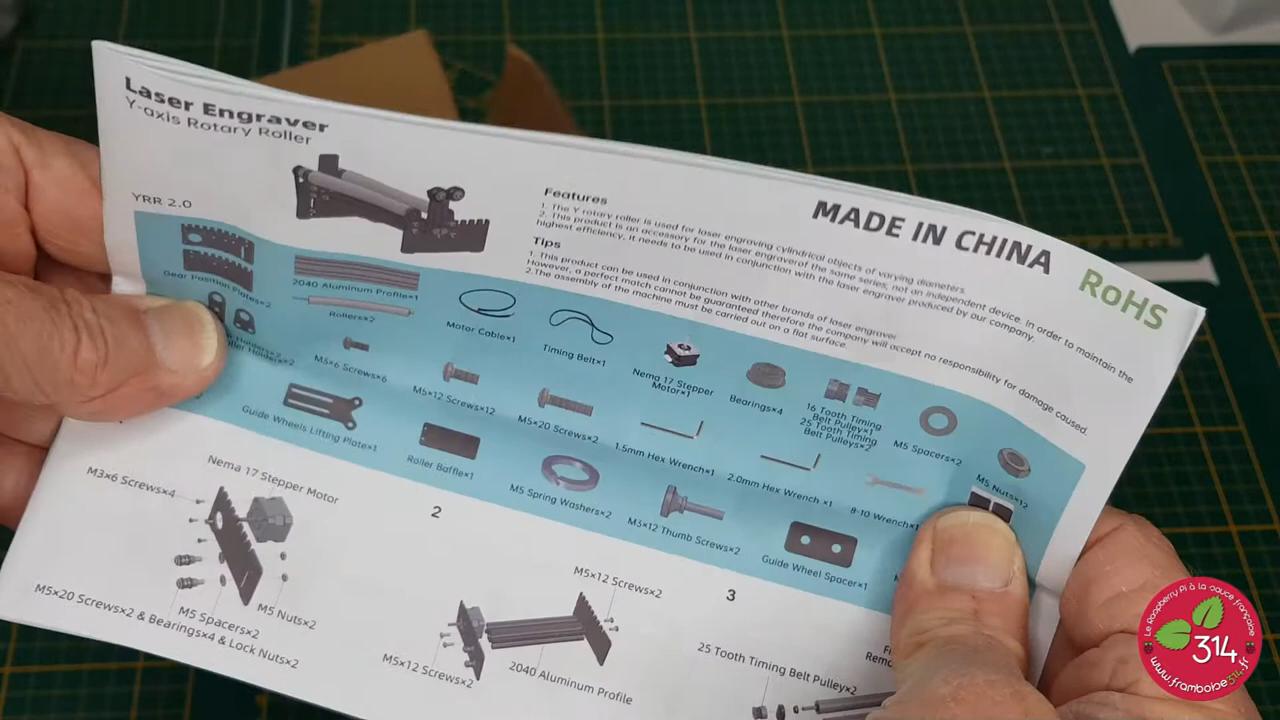 Laser Engraver
Y-axis Rotary Roller
YRR 2.0
Features
1. The Y rotary roller is used for laser engraving cylindrical objects of varying diameters.
2. This product is an accessory for the laser engraver of the same series, not an independent device. In order to maintain the
highest efficiency, it needs to be used in conjunction with the laser engraver produced by our company.
Tips
1. This product can be used in conjunction with other brands of laser engraver
However, a perfect match cannot be guaranteed therefore the company will accept no responsibility for damage caused.
2.The assembly of the machine must be carried out on a flat surface.
MADE IN CHINA
RoHS
Gear Position Plates×2
2040 Aluminum Profile×1
Rollers×2
Motor Cable×1
Timing Belt×1
Nema 17 Stepper
Motor×1
Bearings×4
16 Tooth Timing
Belt Pulley×1
25 Tooth Timing
Belt Pulleys×2
M5 Spacers×2
M5 Nuts×12
Holders×2
M5×6 Screws×6
M5×12 Screws×12
M5×20 Screws×2
1.5mm Hex Wrench×1
2.0mm Hex Wrench ×1
8-10 Wrench×1
Guide Wheels Lifting Plate×1
Roller Baffle×1
M5 Spring Washers×2
M5×12 Thumb Screws×2
Guide Wheel Spacer×1
M3×6 Screws×4
Nema 17 Stepper Motor
M5 Nuts×2
M5 Spacers×2
M5×20 Screws×2 & Bearings×4 & Lock Nuts×2
2
M5×12 Screws×2
M5×12 Screws×2
2040 Aluminum Profile
3
25 Tooth Timing Belt Pulley×2
Le Raspberry Pi à la sauce française
314
www.framboise314.fr